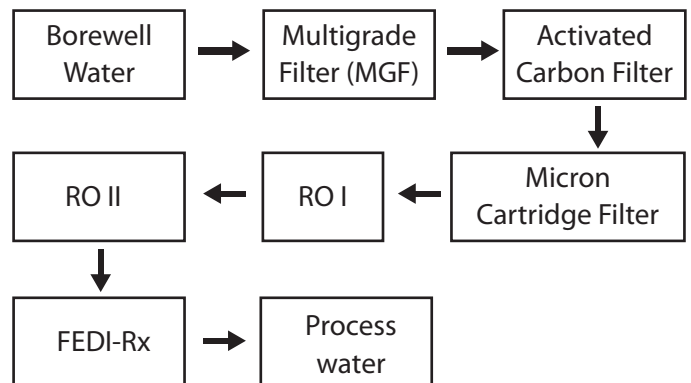 Borewell
Water
Multigrade
Filter (MGF)
Activated
Carbon Filter
RO II
RO I
Micron
Cartridge Filter
FEDI-Rx
Process
water